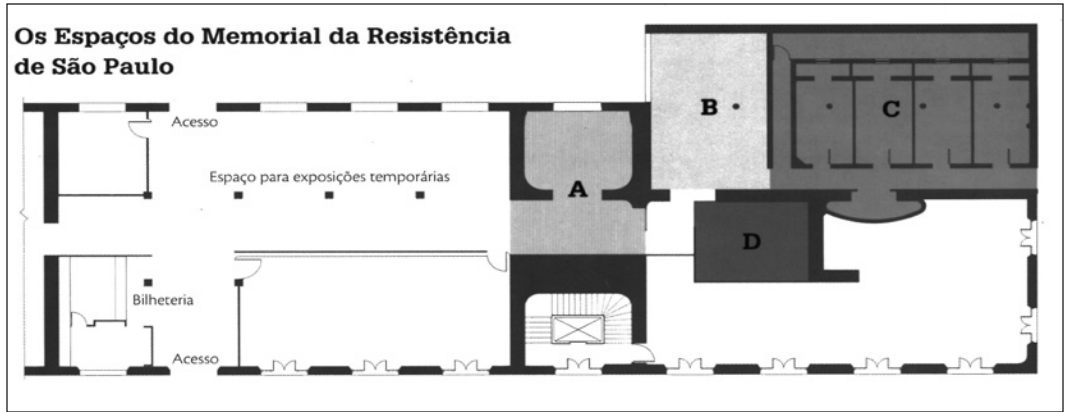 Os Espaços do Memorial da Resistência
de São Paulo
Acesso
Espaço para exposições temporárias
A
B
C
D
Bilheteria
Acesso